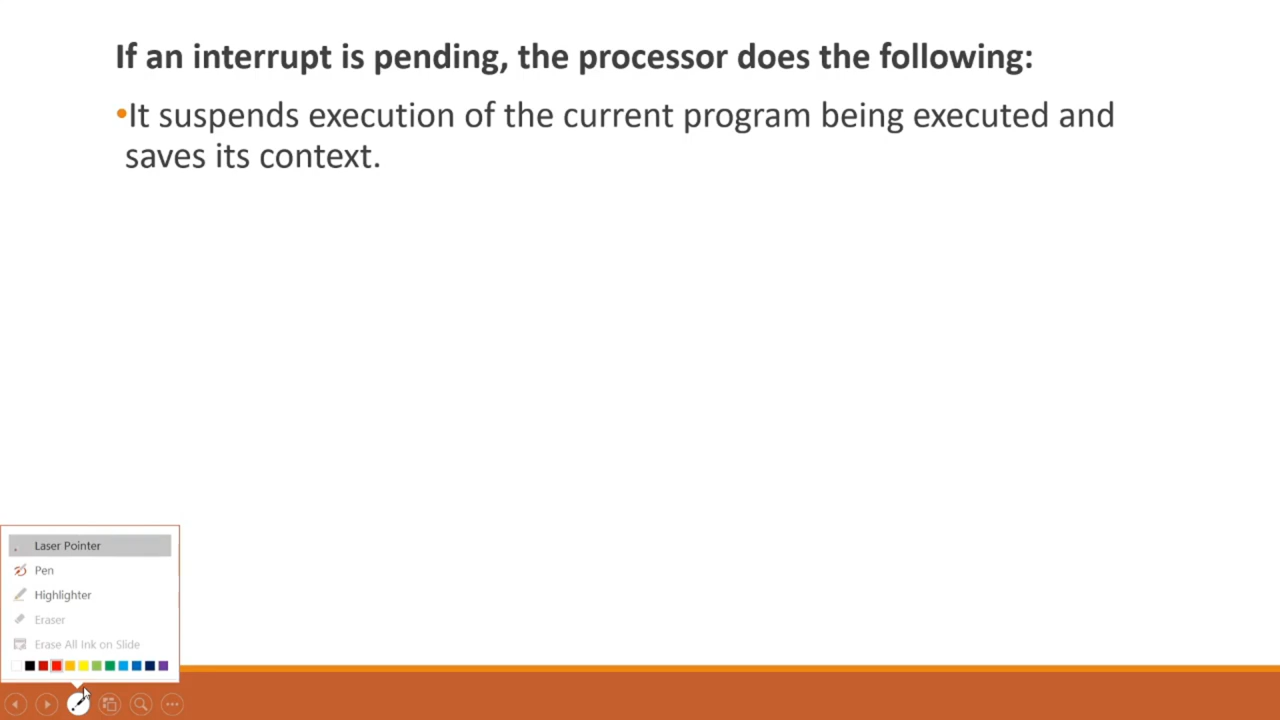 If an interrupt is pending, the processor does the following:
•It suspends execution of the current program being executed and
saves its context.
Laser Pointer
Pen
Highlighter
Eraser
Erase All Ink on Slide